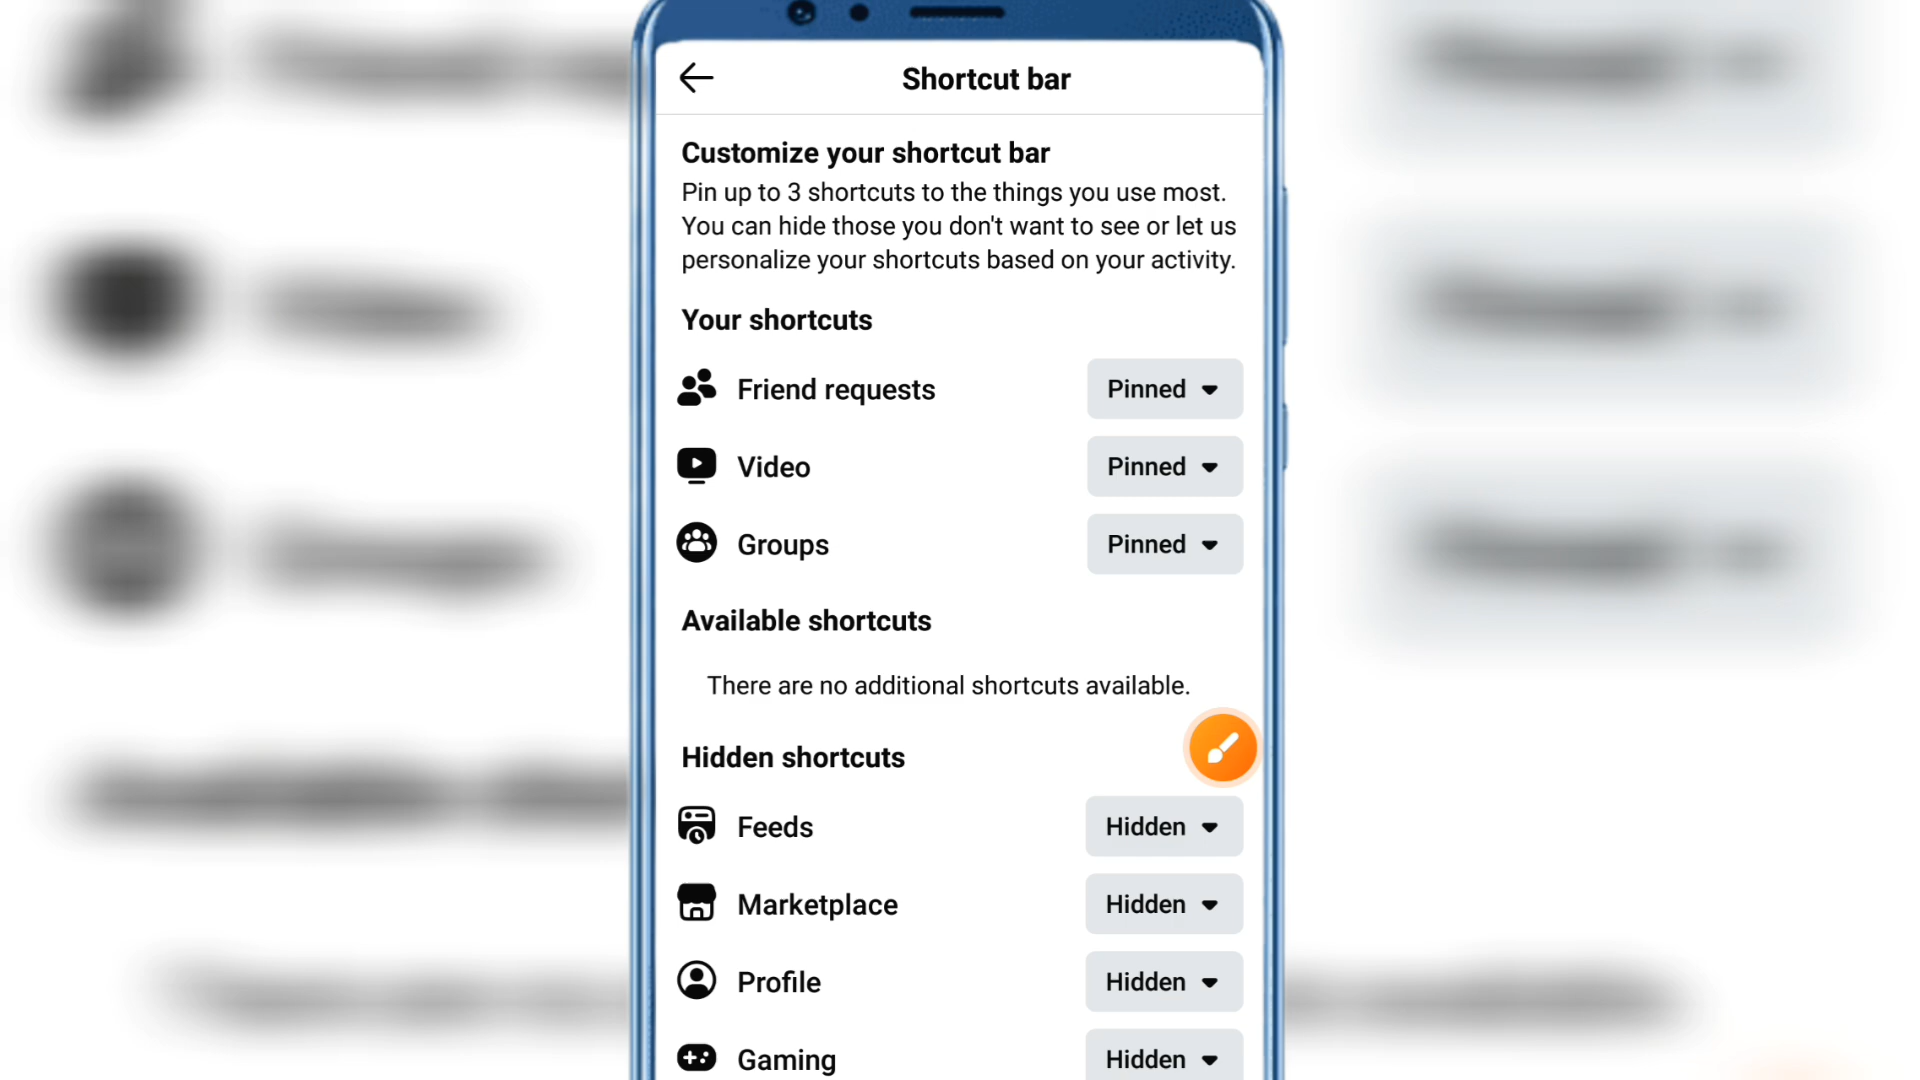 Shortcut bar
Customize your shortcut bar
Pin up to 3 shortcuts to the things you use most.
You can hide those you don't want to see or let us
personalize your shortcuts based on your activity.
Your shortcuts
Friend requests Pinned
Video Pinned
Groups Pinned
Available shortcuts
There are no additional shortcuts available.
Hidden shortcuts
Feeds Hidden
Marketplace Hidden
Profile Hidden
Gaming Hidden